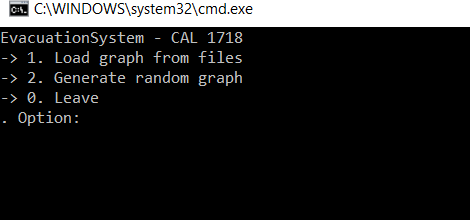 C:\WINDOWS\system32\cmd.exe
EvacuationSystem - CAL 1718
-> 1. Load graph from files
-> 2. Generate random graph
-> 0. Leave
. Option: